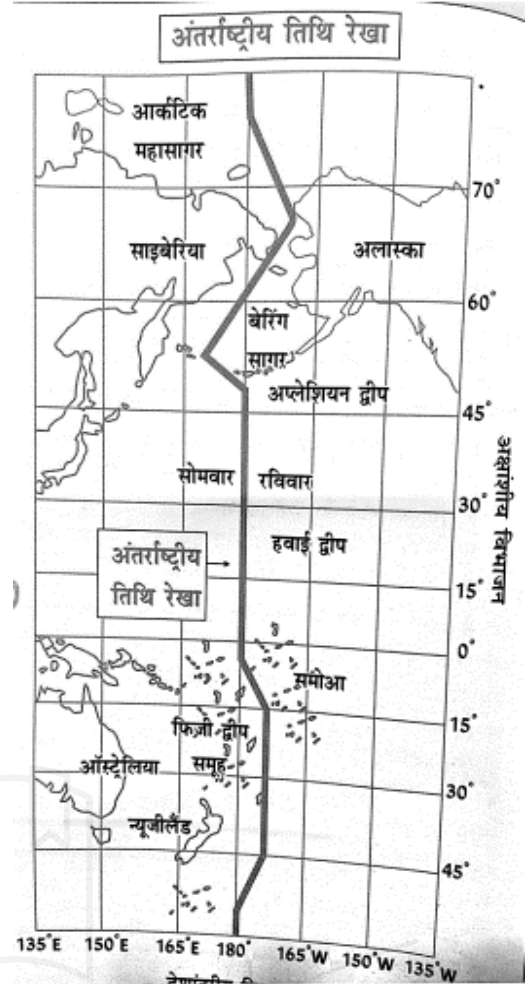 अंतर्राष्ट्रीय तिथि रेखा
आर्कटिक
महासागर
70°
साइबेरिया
अलास्का
60°
बेरिंग
सागर
अप्लेशियन द्वीप
45°
अक्षांशीय विभाजन
सोमवार
रविवार
30°
हवाई द्वीप
अंतर्राष्ट्रीय
तिथि रेखा
15°
0°
समोआ
15°
फिज़ी द्वीप
समूह
ऑस्ट्रेलिया
30°
न्यूजीलैंड
45°
135°E 150°E 165°E 180° 165°W 150°W 135°W